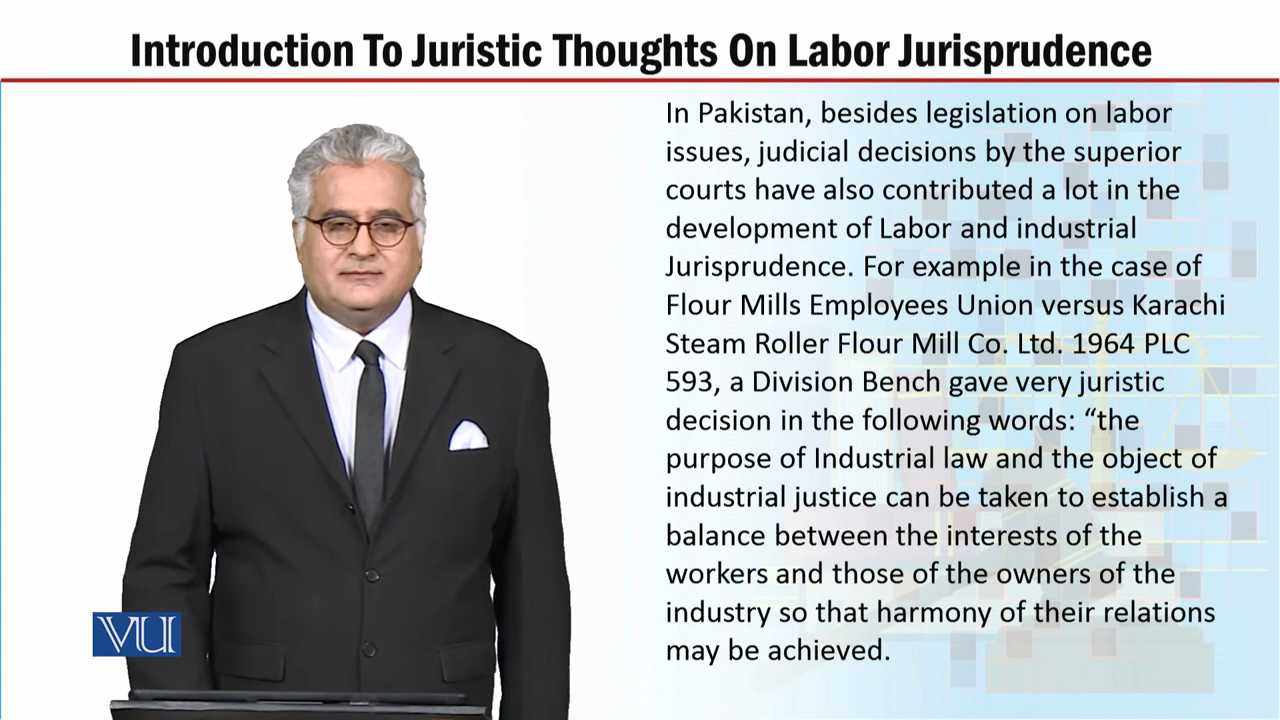 Introduction To Juristic Thoughts On Labor Jurisprudence
In Pakistan, besides legislation on labor
issues, judicial decisions by the superior
courts have also contributed a lot in the
development of Labor and industrial
Jurisprudence. For example in the case of
Flour Mills Employees Union versus Karachi
Steam Roller Flour Mill Co. Ltd. 1964 PLC
593, a Division Bench gave very juristic
decision in the following words: “the
purpose of Industrial law and the object of
industrial justice can be taken to establish a
balance between the interests of the
workers and those of the owners of the
industry so that harmony of their relations
may be achieved.
VU